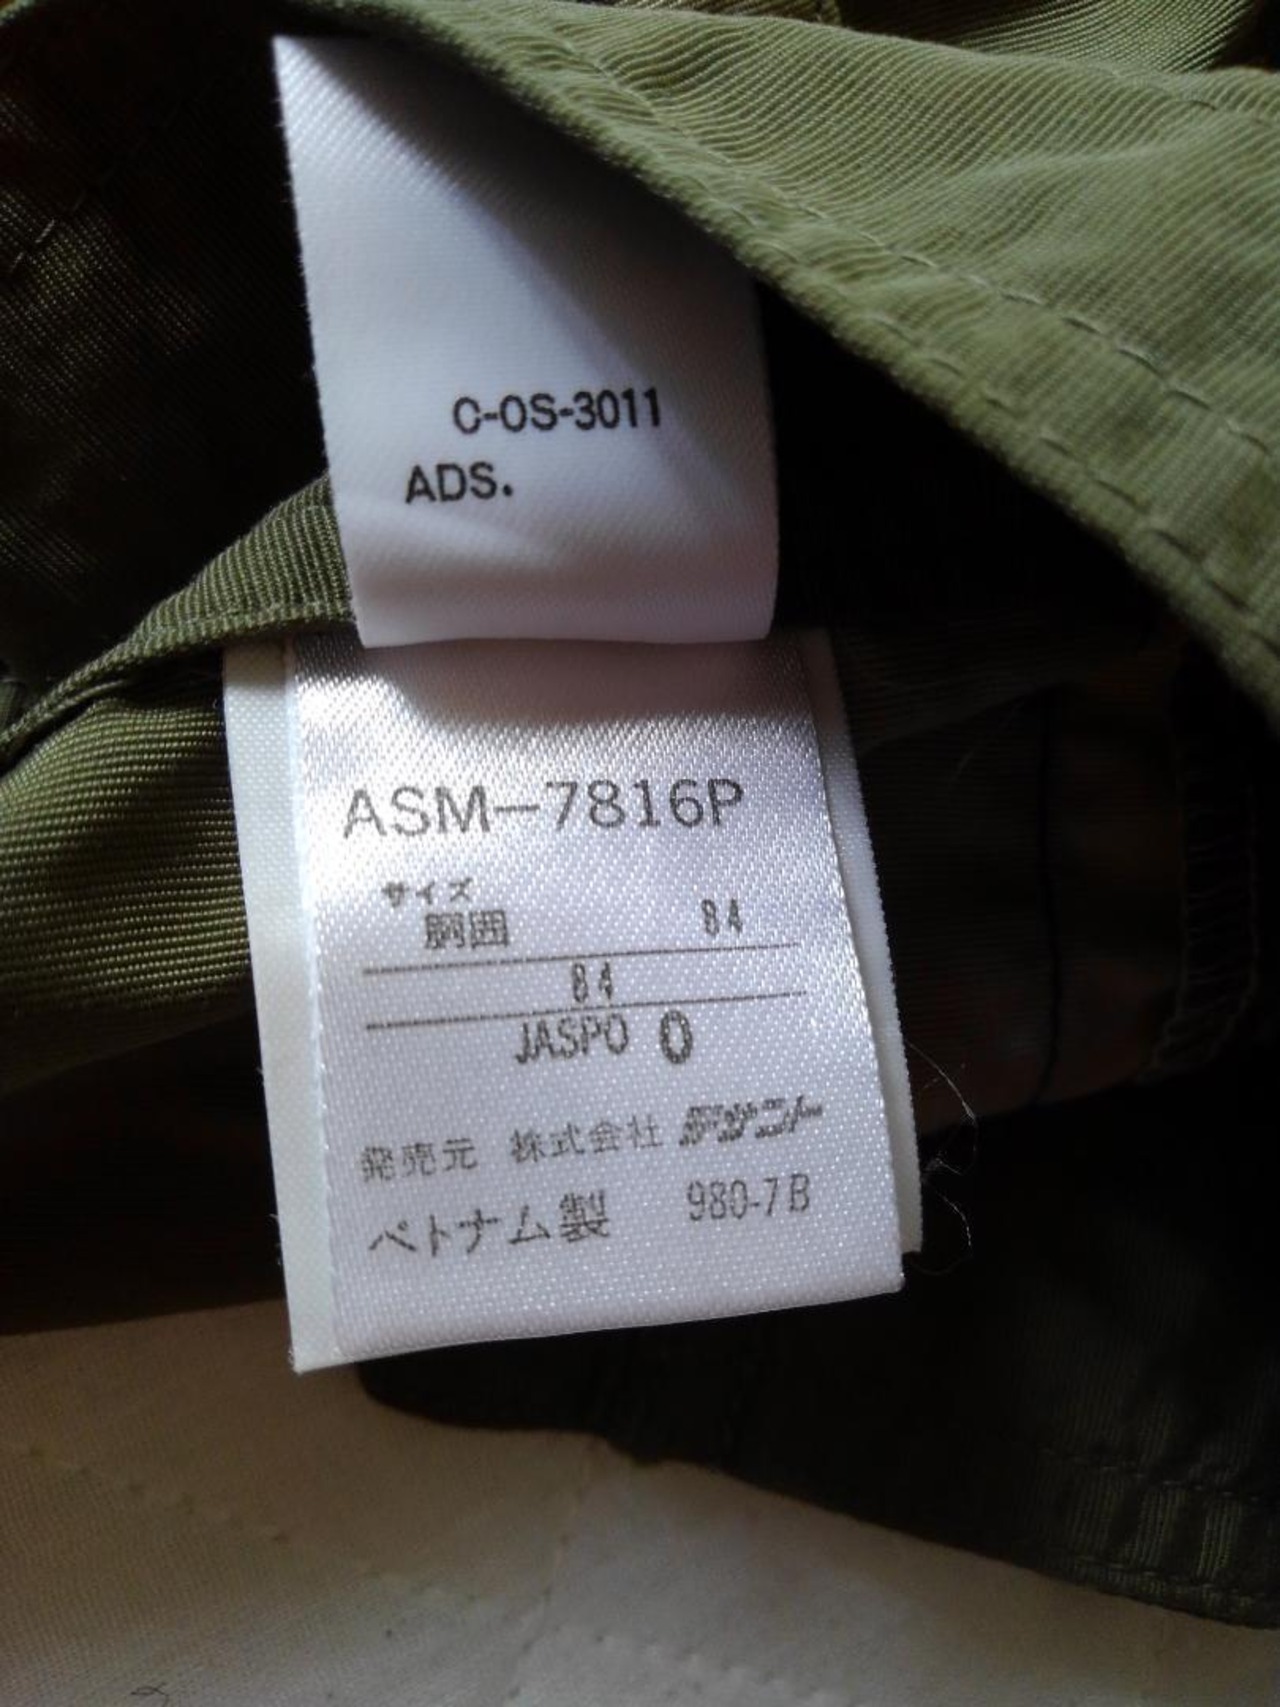 C-OS-3011
ADS.
ASM-7816P
サイズ
胴囲 84
84
JASPO O
発売元 株式会社 デサント
ベトナム製 980-7B